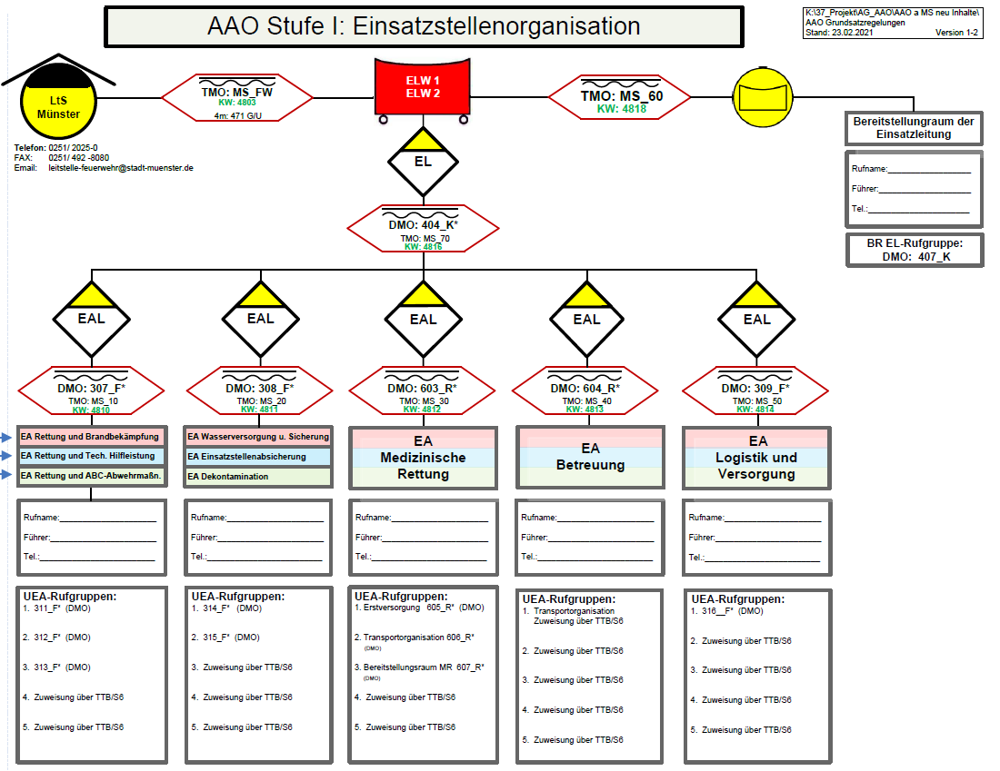 AAO Stufe I: Einsatzstellenorganisation
K:\37_Projekt\AG_AAO\AAO a MS neu Inhalte\
AAO Grundsatzregelungen
Stand: 23.02.2021 Version 1-2
LtS
Münster
TMO: MS_FW
KW: 4803
4m: 471 G/U
ELW 1
ELW 2
TMO: MS_60
KW: 4818
Telefon: 0251/ 2025-0
FAX: 0251/ 492 -8080
Email: leitstelle-feuerwehr@stadt-muenster.de
Bereitstellungraum der
Einsatzleitung
Rufname:
Führer:
Tel.:
BR EL-Rufgruppe:
DMO: 407_K
EL
DMO: 404_K*
TMO: MS_70
KW: 4816
EAL
DMO: 307_F*
TMO: MS_10
KW: 4810
EA Rettung und Brandbekämpfung
EA Rettung und Tech. Hilfleistung
EA Rettung und ABC-Abwehrmaßn.
Rufname:
Führer:
Tel.:
UEA-Rufgruppen:
1. 311_F* (DMO)
2. 312_F* (DMO)
3. 313_F* (DMO)
4. Zuweisung über TTB/S6
5. Zuweisung über TTB/S6
EAL
DMO: 308_F*
TMO: MS_20
KW: 4811
EA Wasserversorgung u. Sicherung
EA Einsatzstellenabsicherung
EA Dekontamination
Rufname:
Führer:
Tel.:
UEA-Rufgruppen:
1. 314_F* (DMO)
2. 315_F* (DMO)
3. Zuweisung über TTB/S6
4. Zuweisung über TTB/S6
5. Zuweisung über TTB/S6
EAL
DMO: 603_R*
TMO: MS_30
KW: 4812
EA
Medizinische
Rettung
Rufname:
Führer:
Tel.:
UEA-Rufgruppen:
1. Erstversorgung 605_R* (DMO)
2. Transportorganisation 606_R*
(DMO)
3. Bereitstellungsraum MR 607_R*
(DMO)
4. Zuweisung über TTB/S6
5. Zuweisung über TTB/S6
EAL
DMO: 604_R*
TMO: MS_40
KW: 4813
EA
Betreuung
Rufname:
Führer:
Tel.:
UEA-Rufgruppen:
1. Transportorganisation
Zuweisung über TTB/S6
2. Zuweisung über TTB/S6
3. Zuweisung über TTB/S6
4. Zuweisung über TTB/S6
5. Zuweisung über TTB/S6
EAL
DMO: 309_F*
TMO: MS_50
KW: 4814
EA
Logistik und
Versorgung
Rufname:
Führer:
Tel.:
UEA-Rufgruppen:
1. 316__F* (DMO)
2. Zuweisung über TTB/S6
3. Zuweisung über TTB/S6
4. Zuweisung über TTB/S6
5. Zuweisung über TTB/S6